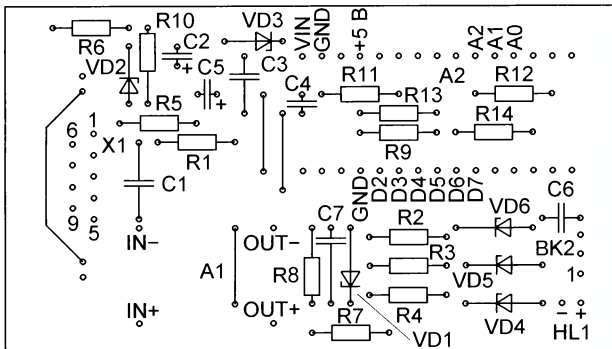 R10
VD3
VIN
GND
+5 В
A2
A1
A0
R6
C2
VD2
C5
C3
C4
R11
A2
R12
R13
R5
R14
6
1
X1
R1
R9
C1
9
5
GND
D2
D3
D4
D5
D6
D7
C6
IN–
OUT–
C7
R2
VD6
BK2
A1
R8
R3
VD5
1
IN+
OUT+
R4
VD4
– +
R7
VD1
HL1